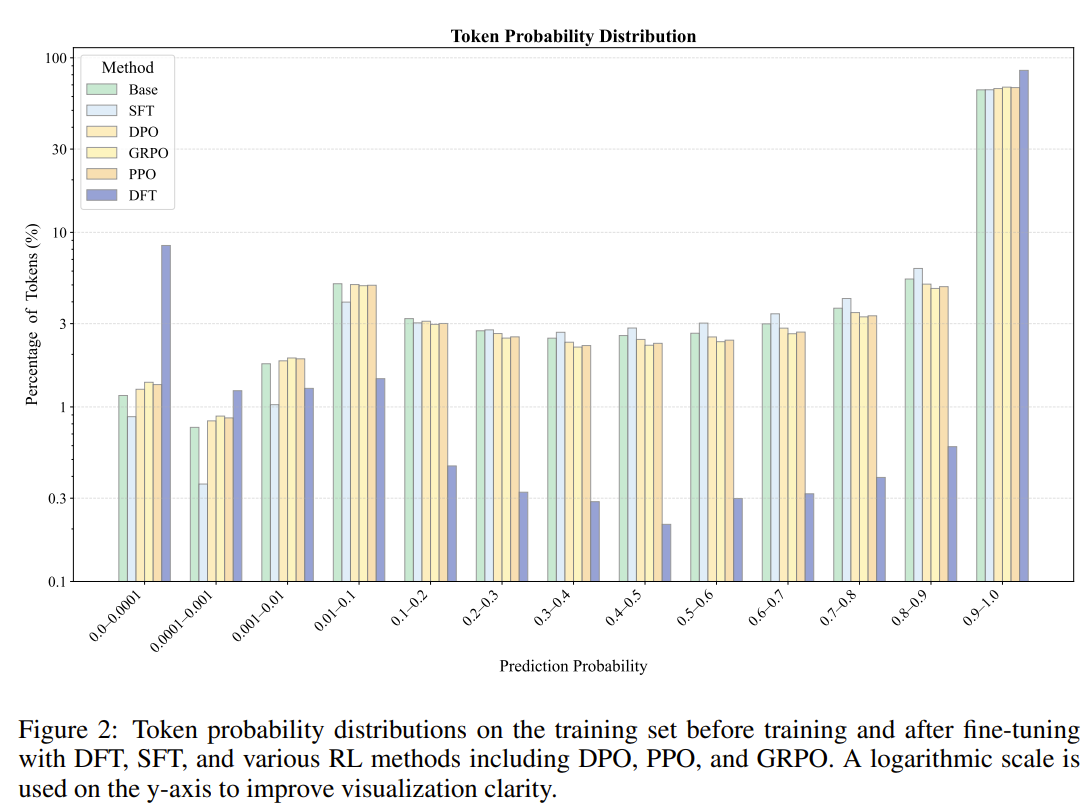 Token Probability Distribution
100
30
10
3
1
0.3
0.1
Percentage of Tokens (%)
Method
Base
SFT
DPO
GRPO
PPO
DFT
0.0–0.0001
0.0001–0.001
0.001–0.01
0.01–0.1
0.1–0.2
0.2–0.3
0.3–0.4
0.4–0.5
0.5–0.6
0.6–0.7
0.7–0.8
0.8–0.9
0.9–1.0
Prediction Probability
Figure 2: Token probability distributions on the training set before training and after fine-tuning
with DFT, SFT, and various RL methods including DPO, PPO, and GRPO. A logarithmic scale is
used on the y-axis to improve visualization clarity.